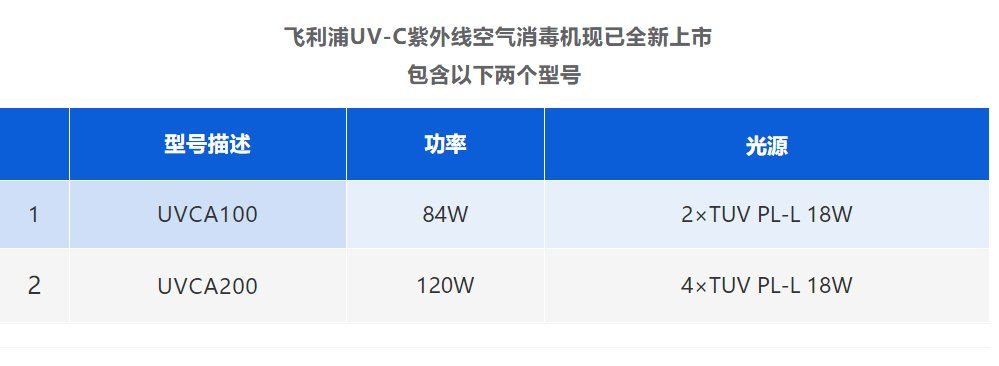 飞利浦UV-C紫外线空气消毒机现已全新上市
包含以下两个型号
型号描述 功率 光源
1 UVCA100 84W 2×TUV PL-L 18W
2 UVCA200 120W 4×TUV PL-L 18W